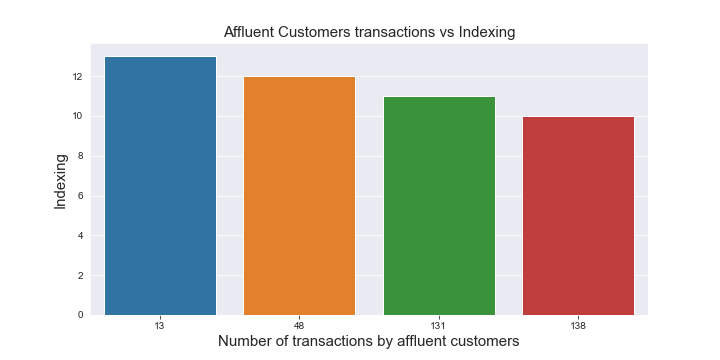 Affluent Customers transactions vs Indexing
12
10
8
6
4
2
0
Indexing
13 48 131 138
Number of transactions by affluent customers